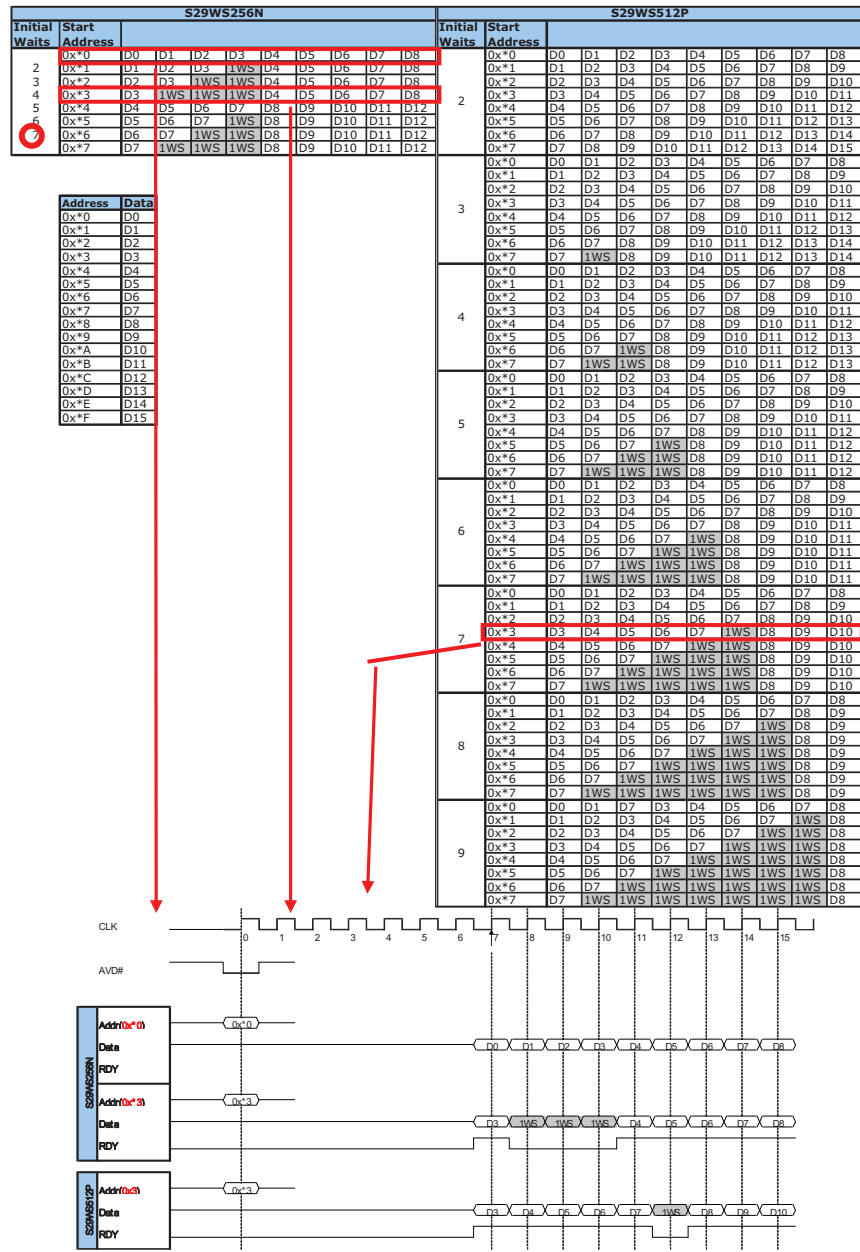 S29WS256N
Initial Waits Start Address
0x*0 D0 D1 D2 D3 D4 D5 D6 D7 D8
2 0x*1 D1 D2 D3 1WS D4 D5 D6 D7 D8
3 0x*2 D2 D3 1WS 1WS D4 D5 D6 D7 D8
4 0x*3 D3 1WS 1WS 1WS D4 D5 D6 D7 D8
5 0x*4 D4 D5 D6 D7 D8 D9 D10 D11 D12
6 0x*5 D5 D6 D7 1WS D8 D9 D10 D11 D12
7 0x*6 D6 D7 1WS 1WS D8 D9 D10 D11 D12
0x*7 D7 1WS 1WS 1WS D8 D9 D10 D11 D12
Address Data
0x*0 D0
0x*1 D1
0x*2 D2
0x*3 D3
0x*4 D4
0x*5 D5
0x*6 D6
0x*7 D7
0x*8 D8
0x*9 D9
0x*A D10
0x*B D11
0x*C D12
0x*D D13
0x*E D14
0x*F D15
S29WS512P
Initial Waits Start Address
2
0x*0 D0 D1 D2 D3 D4 D5 D6 D7 D8
0x*1 D1 D2 D3 D4 D5 D6 D7 D8 D9
0x*2 D2 D3 D4 D5 D6 D7 D8 D9 D10
0x*3 D3 D4 D5 D6 D7 D8 D9 D10 D11
0x*4 D4 D5 D6 D7 D8 D9 D10 D11 D12
0x*5 D5 D6 D7 D8 D9 D10 D11 D12 D13
0x*6 D6 D7 D8 D9 D10 D11 D12 D13 D14
0x*7 D7 D8 D9 D10 D11 D12 D13 D14 D15
3
0x*0 D0 D1 D2 D3 D4 D5 D6 D7 D8
0x*1 D1 D2 D3 D4 D5 D6 D7 D8 D9
0x*2 D2 D3 D4 D5 D6 D7 D8 D9 D10
0x*3 D3 D4 D5 D6 D7 D8 D9 D10 D11
0x*4 D4 D5 D6 D7 D8 D9 D10 D11 D12
0x*5 D5 D6 D7 D8 D9 D10 D11 D12 D13
0x*6 D6 D7 D8 D9 D10 D11 D12 D13 D14
0x*7 D7 1WS D8 D9 D10 D11 D12 D13 D14
4
0x*0 D0 D1 D2 D3 D4 D5 D6 D7 D8
0x*1 D1 D2 D3 D4 D5 D6 D7 D8 D9
0x*2 D2 D3 D4 D5 D6 D7 D8 D9 D10
0x*3 D3 D4 D5 D6 D7 D8 D9 D10 D11
0x*4 D4 D5 D6 D7 D8 D9 D10 D11 D12
0x*5 D5 D6 D7 D8 D9 D10 D11 D12 D13
0x*6 D6 D7 1WS D8 D9 D10 D11 D12 D13
0x*7 D7 1WS 1WS D8 D9 D10 D11 D12 D13
5
0x*0 D0 D1 D2 D3 D4 D5 D6 D7 D8
0x*1 D1 D2 D3 D4 D5 D6 D7 D8 D9
0x*2 D2 D3 D4 D5 D6 D7 D8 D9 D10
0x*3 D3 D4 D5 D6 D7 D8 D9 D10 D11
0x*4 D4 D5 D6 D7 D8 D9 D10 D11 D12
0x*5 D5 D6 D7 1WS D8 D9 D10 D11 D12
0x*6 D6 D7 1WS 1WS D8 D9 D10 D11 D12
0x*7 D7 1WS 1WS 1WS D8 D9 D10 D11 D12
6
0x*0 D0 D1 D2 D3 D4 D5 D6 D7 D8
0x*1 D1 D2 D3 D4 D5 D6 D7 D8 D9
0x*2 D2 D3 D4 D5 D6 D7 D8 D9 D10
0x*3 D3 D4 D5 D6 D7 D8 D9 D10 D11
0x*4 D4 D5 D6 D7 1WS D8 D9 D10 D11
0x*5 D5 D6 D7 1WS 1WS D8 D9 D10 D11
0x*6 D6 D7 1WS 1WS 1WS D8 D9 D10 D11
0x*7 D7 1WS 1WS 1WS 1WS D8 D9 D10 D11
7
0x*0 D0 D1 D2 D3 D4 D5 D6 D7 D8
0x*1 D1 D2 D3 D4 D5 D6 D7 D8 D9
0x*2 D2 D3 D4 D5 D6 D7 D8 D9 D10
0x*3 D3 D4 D5 D6 D7 1WS D8 D9 D10
0x*4 D4 D5 D6 D7 1WS 1WS D8 D9 D10
0x*5 D5 D6 D7 1WS 1WS 1WS D8 D9 D10
0x*6 D6 D7 1WS 1WS 1WS 1WS D8 D9 D10
0x*7 D7 1WS 1WS 1WS 1WS 1WS D8 D9 D10
8
0x*0 D0 D1 D2 D3 D4 D5 D6 D7 D8
0x*1 D1 D2 D3 D4 D5 D6 D7 D8 D9
0x*2 D2 D3 D4 D5 D6 D7 1WS D8 D9
0x*3 D3 D4 D5 D6 D7 1WS 1WS D8 D9
0x*4 D4 D5 D6 D7 1WS 1WS 1WS D8 D9
0x*5 D5 D6 D7 1WS 1WS 1WS 1WS D8 D9
0x*6 D6 D7 1WS 1WS 1WS 1WS 1WS D8 D9
0x*7 D7 1WS 1WS 1WS 1WS 1WS 1WS D8 D9
9
0x*0 D0 D1 D7 D3 D4 D5 D6 D7 D8
0x*1 D1 D2 D3 D4 D5 D6 D7 1WS D8
0x*2 D2 D3 D4 D5 D6 D7 1WS 1WS D8
0x*3 D3 D4 D5 D6 D7 1WS 1WS 1WS D8
0x*4 D4 D5 D6 D7 1WS 1WS 1WS 1WS D8
0x*5 D5 D6 D7 1WS 1WS 1WS 1WS 1WS D8
0x*6 D6 D7 1WS 1WS 1WS 1WS 1WS 1WS D8
0x*7 D7 1WS 1WS 1WS 1WS 1WS 1WS 1WS D8
CLK
0 1 2 3 4 5 6 7 8 9 10 11 12 13 14 15
AVD#
S29WS256N
Addr(0x*0) 0x*0
Data D0 D1 D2 D3 D4 D5 D6 D7 D8
RDY
Addr(0x*3) 0x*3
Data D3 1WS 1WS 1WS D4 D5 D6 D7 D8
RDY
S29WS512P
Addr(0x3) 0x*3
Data D3 D4 D5 D6 D7 1WS D8 D9 D10
RDY